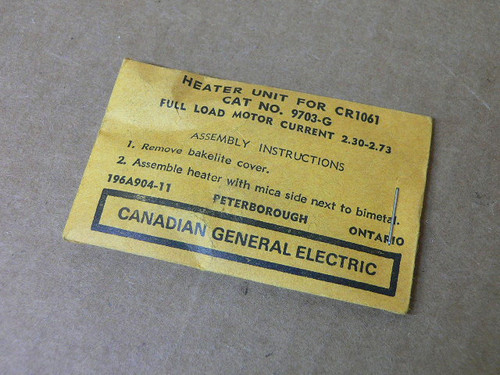 HEATER UNIT FOR CR1061
CAT NO. 9703-G
FULL LOAD MOTOR CURRENT 2.30-2.73
ASSEMBLY INSTRUCTIONS
1. Remove bakelite cover.
2. Assemble heater with mica side next to bimetal.
196A904-11 PETERBOROUGH ONTARIO
CANADIAN GENERAL ELECTRIC